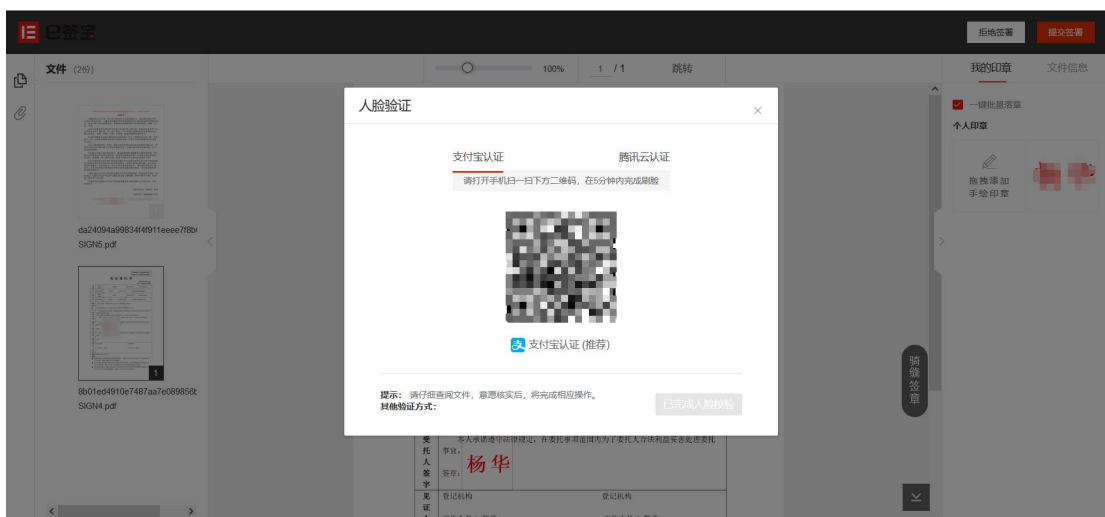 e签宝
拒绝签署
提交签署
文件 (2份)
100%
1 / 1
跳转
我的印章
文件信息
人脸验证
×
一键批量落章
个人印章
支付宝认证
腾讯云认证
请打开手机扫一扫下方二维码，在5分钟内完成刷脸
拖拽添加
手绘印章
1
da24094a99834f4f911eeee7f8b
SIGN5.pdf
支付宝认证 (推荐)
骑缝签章
1
8b01ed4910e7487aa7e089856b
SIGN4.pdf
提示： 请仔细查阅文件，意愿核实后，将完成相应操作。
其他验证方式：
已完成人脸校验
受托人签字
本人承诺遵守法律规定，在委托事项范围内为了委托人合法利益妥善处理委托
事宜。
签章：
杨华
见证
登记机构
登记机构